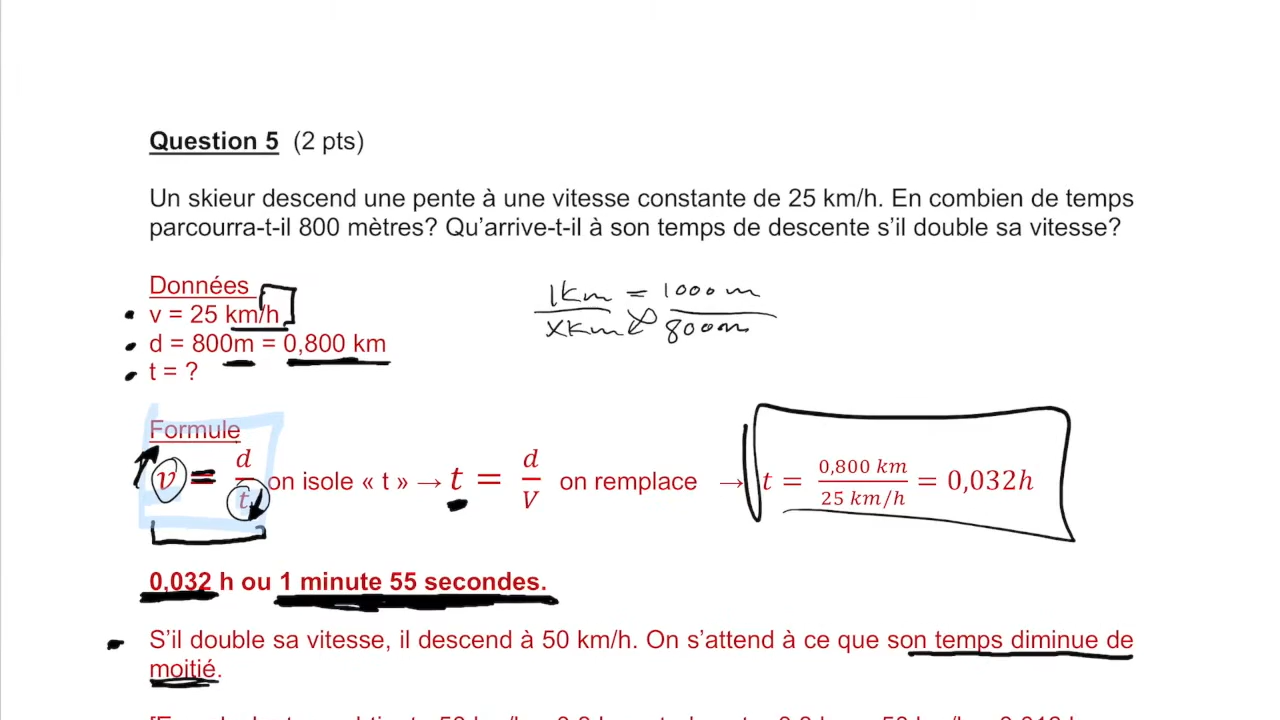 Question 5 (2 pts)
Un skieur descend une pente à une vitesse constante de 25 km/h. En combien de temps
parcourra-t-il 800 mètres? Qu'arrive-t-il à son temps de descente s'il double sa vitesse?
Données
v = 25 km/h
d = 800m = 0,800 km
t = ?
1km = 1000m
xkm 800m
Formule
v = d/t on isole « t » → t = d/V on remplace → t = 0,800 km / 25 km/h = 0,032h
0,032 h ou 1 minute 55 secondes.
S'il double sa vitesse, il descend à 50 km/h. On s'attend à ce que son temps diminue de
moitié.